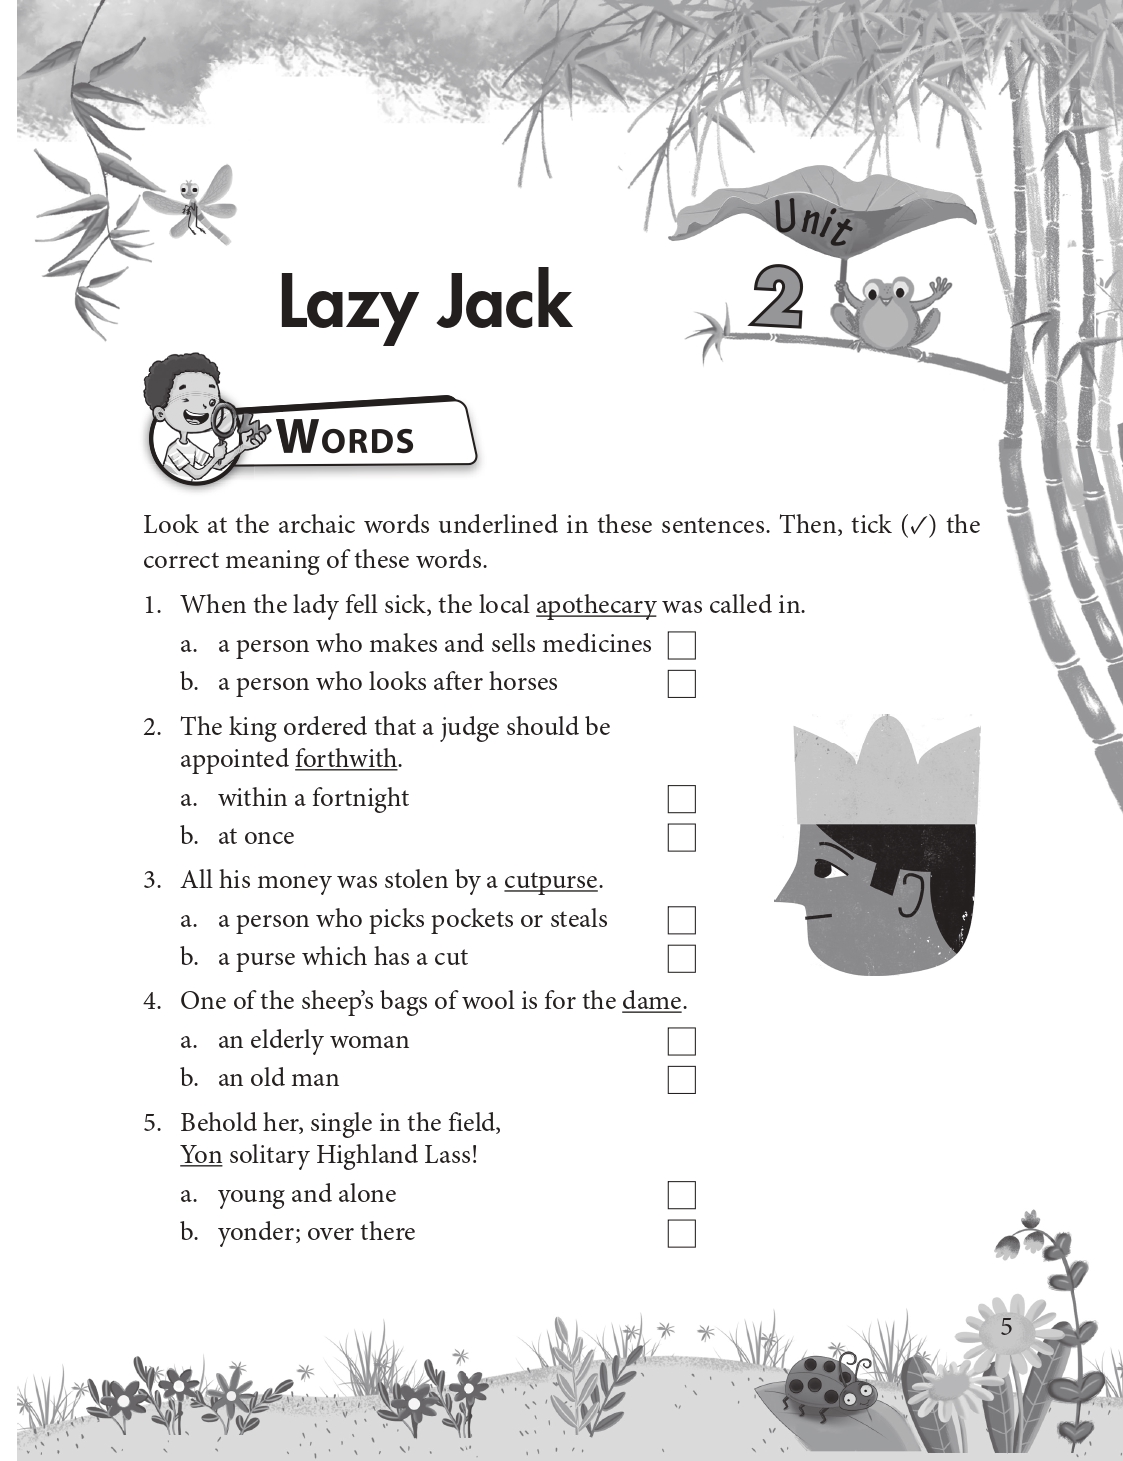 Unit
2
Lazy Jack
WORDS
Look at the archaic words underlined in these sentences. Then, tick (✓) the
correct meaning of these words.
1. When the lady fell sick, the local apothecary was called in.
a. a person who makes and sells medicines
b. a person who looks after horses
2. The king ordered that a judge should be
appointed forthwith.
a. within a fortnight
b. at once
3. All his money was stolen by a cutpurse.
a. a person who picks pockets or steals
b. a purse which has a cut
4. One of the sheep’s bags of wool is for the dame.
a. an elderly woman
b. an old man
5. Behold her, single in the field,
Yon solitary Highland Lass!
a. young and alone
b. yonder; over there
5